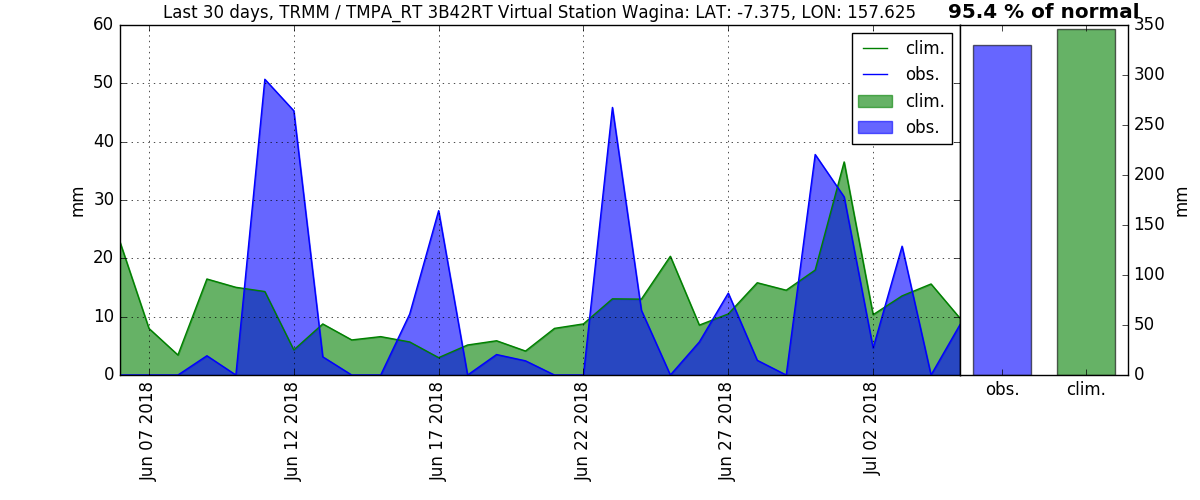 Last 30 days, TRMM / TMPA_RT 3B42RT Virtual Station Wagina: LAT: -7.375, LON: 157.625
95.4 % of normal
60
50
40
30
20
10
0
mm
clim.
obs.
clim.
obs.
350
300
250
200
150
100
50
0
mm
Jun 07 2018
Jun 12 2018
Jun 17 2018
Jun 22 2018
Jun 27 2018
Jul 02 2018
obs.
clim.